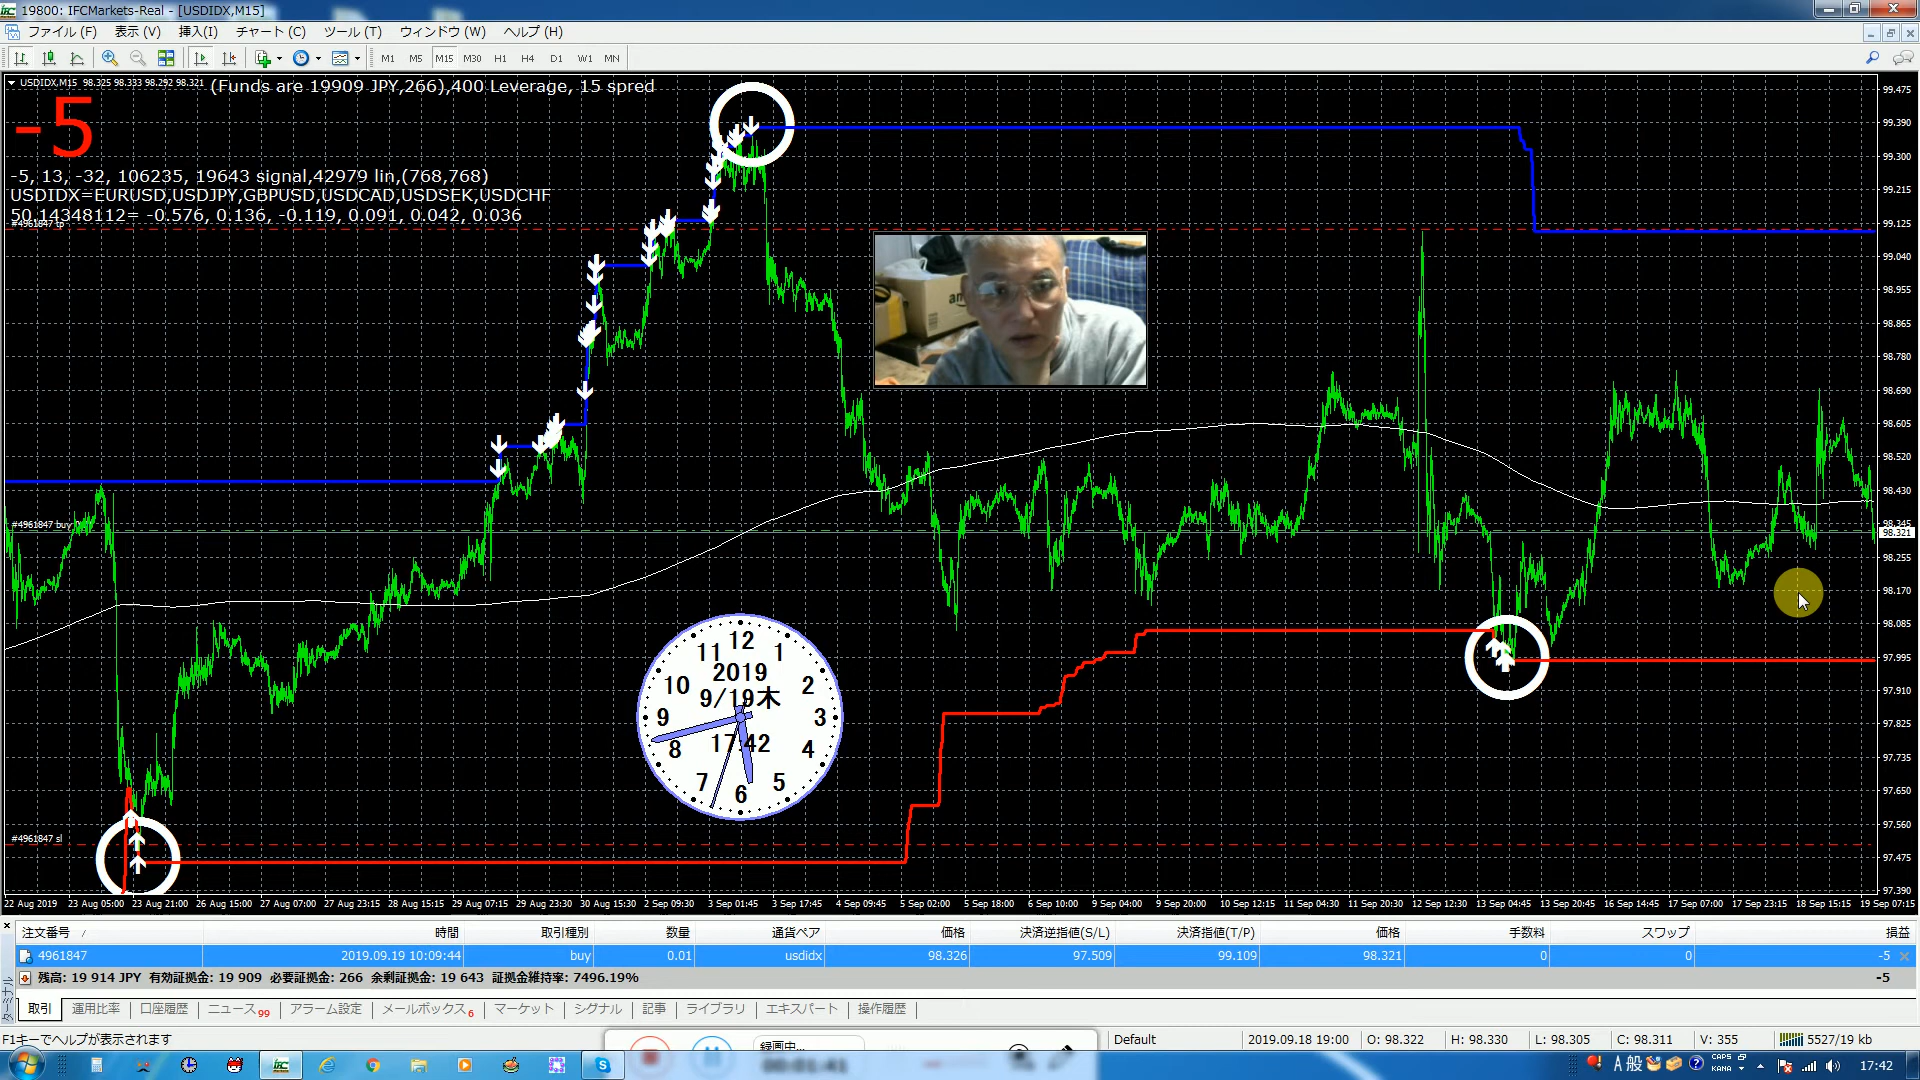 19800: IFCMarkets-Real - [USDIDX,M15]
ファイル (F) 表示 (V) 挿入(I) チャート (C) ツール (T) ウィンドウ (W) ヘルプ (H)
M1 M5 M15 M30 H1 H4 D1 W1 MN
USDIDX,M15 98.325 98.333 98.292 98.321
(Funds are 19909 JPY,266),400 Leverage, 15 spred
-5
-5, 13, -32, 106235, 19643 signal,42979 lin,(768,768)
USDIDX=EURUSD,USDJPY,GBPUSD,USDCAD,USDSEK,USDCHF
50.14348112= -0.576, 0.136, -0.119, 0.091, 0.042, 0.036
#4961847 tp
#4961847 buy
#4961847 sl
99.475
99.390
99.300
99.215
99.125
99.040
98.955
98.865
98.780
98.690
98.605
98.520
98.430
98.345
98.321
98.255
98.170
98.085
97.995
97.910
97.825
97.735
97.650
97.560
97.475
97.390
12 1 2 3 4 5 6 7 8 9 10 11
2019
9/19木
17:42
22 Aug 2019 23 Aug 05:00 23 Aug 21:00 26 Aug 15:00 27 Aug 07:00 27 Aug 23:15 28 Aug 15:15 29 Aug 07:15 29 Aug 23:30 30 Aug 15:30 2 Sep 09:30 3 Sep 01:45 3 Sep 17:45 4 Sep 09:45 5 Sep 02:00 5 Sep 18:00 6 Sep 10:00 9 Sep 04:00 9 Sep 20:00 10 Sep 12:15 11 Sep 04:30 11 Sep 20:30 12 Sep 12:30 13 Sep 04:45 13 Sep 20:45 16 Sep 14:45 17 Sep 07:00 17 Sep 23:15 18 Sep 15:15 19 Sep 07:15
注文番号 / 時間 取引種別 数量 通貨ペア 価格 決済逆指値(S/L) 決済指値(T/P) 価格 手数料 スワップ 損益
4961847 2019.09.19 10:09:44 buy 0.01 usdidx 98.326 97.509 99.109 98.321 0 0 -5
残高: 19 914 JPY 有効証拠金: 19 909 必要証拠金: 266 余剰証拠金: 19 643 証拠金維持率: 7496.19% -5
ターミナル
取引 運用比率 口座履歴 ニュース 99 アラーム設定 メールボックス 6 マーケット シグナル 記事 ライブラリ エキスパート 操作履歴
F1キーでヘルプが表示されます
録画中...
00:01:41
Default 2019.09.18 19:00 O: 98.322 H: 98.330 L: 98.305 C: 98.311 V: 355 5527/19 kb
A 般 CAPS KANA 17:42